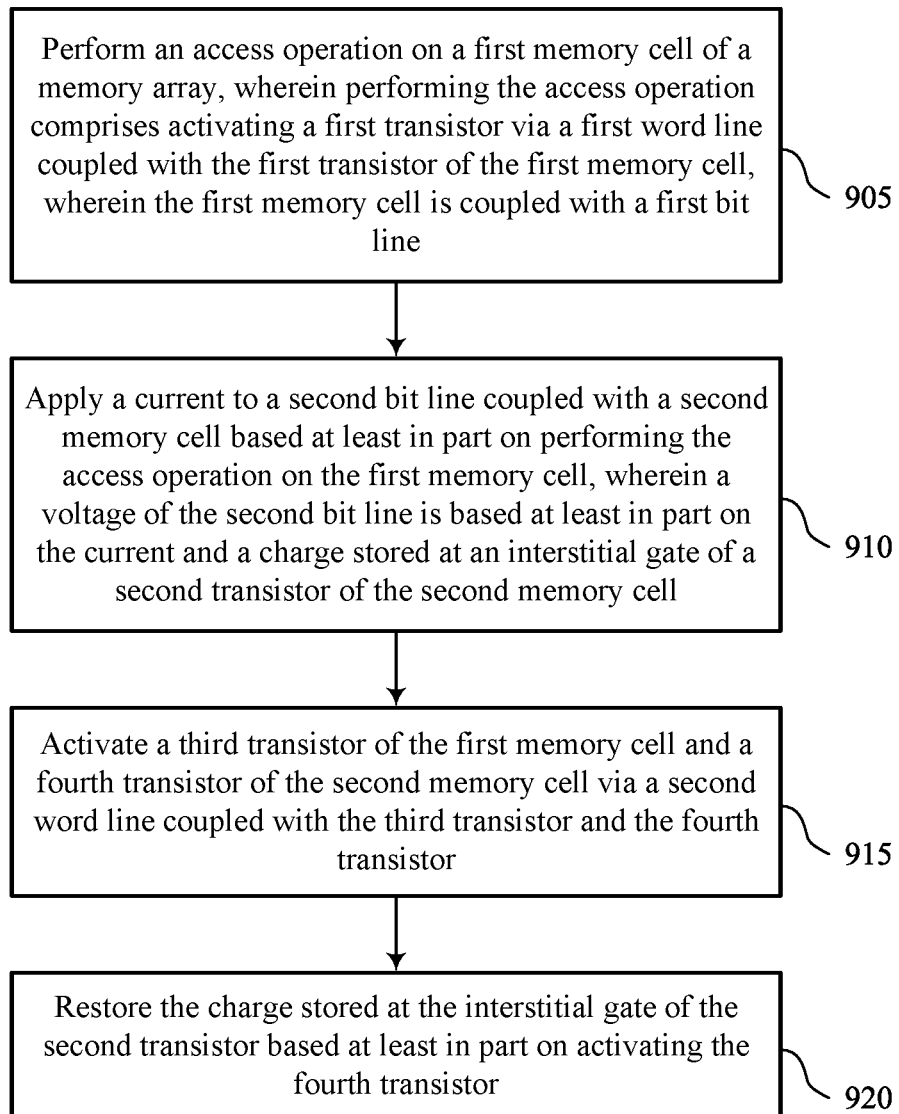 Perform an access operation on a first memory cell of a
memory array, wherein performing the access operation
comprises activating a first transistor via a first word line
coupled with the first transistor of the first memory cell,
wherein the first memory cell is coupled with a first bit
line
905
Apply a current to a second bit line coupled with a second
memory cell based at least in part on performing the
access operation on the first memory cell, wherein a
voltage of the second bit line is based at least in part on
the current and a charge stored at an interstitial gate of a
second transistor of the second memory cell
910
Activate a third transistor of the first memory cell and a
fourth transistor of the second memory cell via a second
word line coupled with the third transistor and the fourth
transistor
915
Restore the charge stored at the interstitial gate of the
second transistor based at least in part on activating the
fourth transistor
920